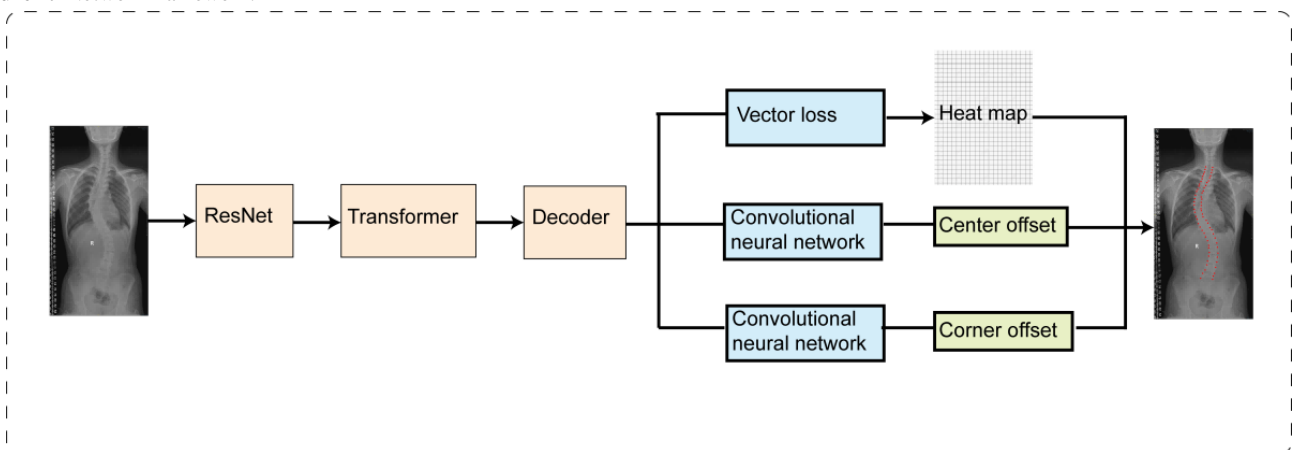 ResNet
Transformer
Decoder
Vector loss
Heat map
Convolutional
neural network
Center offset
Convolutional
neural network
Corner offset